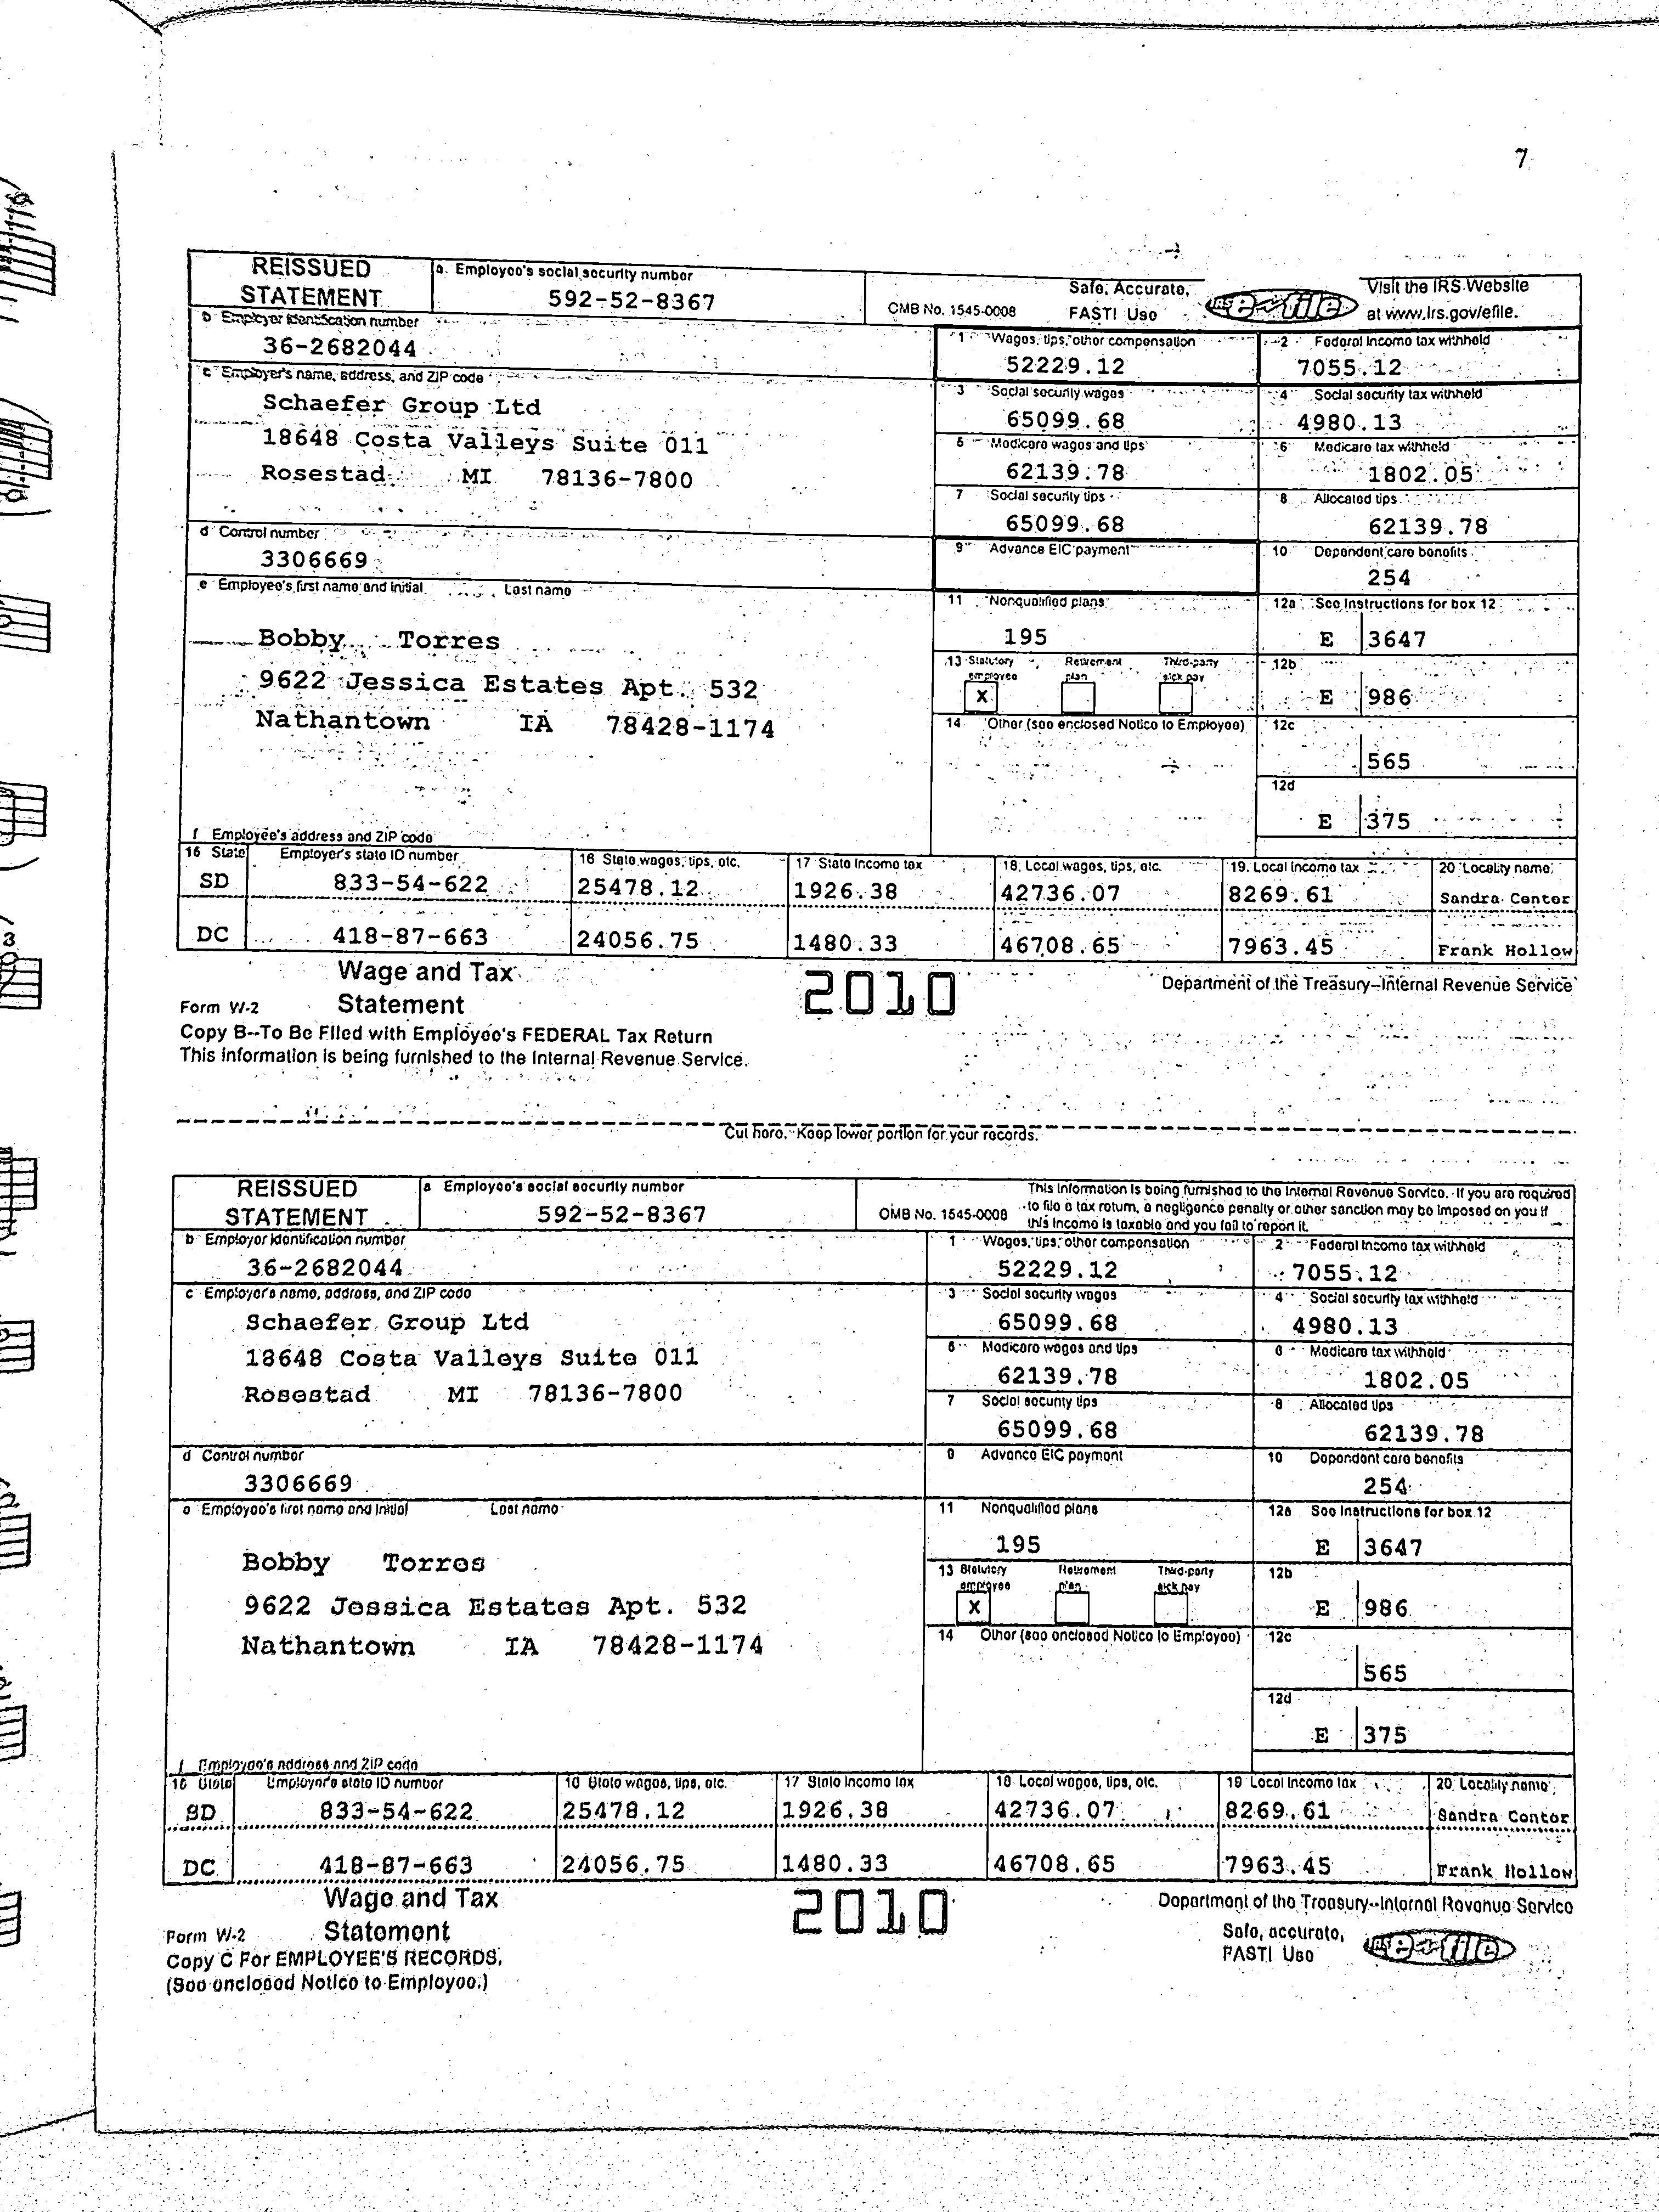 7
REISSUED STATEMENT
a. Employee's social security number
592-52-8367
OMB No. 1545-0008
Safe, Accurate, FAST! Use
IRS e-file
Visit the IRS Website at www.irs.gov/efile.
b Employer identification number
36-2682044
1 Wages, tips, other compensation
52229.12
2 Federal income tax withheld
7055.12
c Employer's name, address, and ZIP code
Schaefer Group Ltd
18648 Costa Valleys Suite 011
Rosestad MI 78136-7800
3 Social security wages
65099.68
4 Social security tax withheld
4980.13
5 Medicare wages and tips
62139.78
6 Medicare tax withheld
1802.05
7 Social security tips
65099.68
8 Allocated tips
62139.78
d Control number
3306669
9 Advance EIC payment
10 Dependent care benefits
254
e Employee's first name and initial Last name
Bobby Torres
9622 Jessica Estates Apt. 532
Nathantown IA 78428-1174
11 Nonqualified plans
195
12a See instructions for box 12
E 3647
13 Statutory employee Retirement plan Third-party sick pay
X
12b
E 986
14 Other (see enclosed Notice to Employee)
12c
565
12d
E 375
f Employee's address and ZIP code
15 State Employer's state ID number 16 State wages, tips, etc. 17 State income tax 18 Local wages, tips, etc. 19 Local income tax 20 Locality name
SD 833-54-622 25478.12 1926.38 42736.07 8269.61 Sandra Center
DC 418-87-663 24056.75 1480.33 46708.65 7963.45 Frank Hollow
Wage and Tax
Form W-2 Statement
2010
Department of the Treasury--Internal Revenue Service
Copy B--To Be Filed with Employee's FEDERAL Tax Return
This information is being furnished to the Internal Revenue Service.
Cut here. Keep lower portion for your records.
REISSUED STATEMENT
a Employee's social security number
592-52-8367
OMB No. 1545-0008
This information is being furnished to the Internal Revenue Service. If you are required
to file a tax return, a negligence penalty or other sanction may be imposed on you if
this income is taxable and you fail to report it.
b Employer identification number
36-2682044
1 Wages, tips, other compensation
52229.12
2 Federal income tax withheld
7055.12
c Employer's name, address, and ZIP code
Schaefer Group Ltd
18648 Costa Valleys Suite 011
Rosestad MI 78136-7800
3 Social security wages
65099.68
4 Social security tax withheld
4980.13
5 Medicare wages and tips
62139.78
6 Medicare tax withheld
1802.05
7 Social security tips
65099.68
8 Allocated tips
62139.78
d Control number
3306669
9 Advance EIC payment
10 Dependent care benefits
254
e Employee's first name and initial Last name
Bobby Torres
9622 Jessica Estates Apt. 532
Nathantown IA 78428-1174
11 Nonqualified plans
195
12a See Instructions for box 12
E 3647
13 Statutory employee Retirement plan Third-party sick pay
X
12b
E 986
14 Other (see enclosed Notice to Employee)
12c
565
12d
E 375
f Employee's address and ZIP code
15 State Employer's state ID number 16 State wages, tips, etc. 17 State income tax 18 Local wages, tips, etc. 19 Local income tax 20 Locality name
SD 833-54-622 25478.12 1926.38 42736.07 8269.61 Sandra Center
DC 418-87-663 24056.75 1480.33 46708.65 7963.45 Frank Hollow
Wage and Tax
Form W-2 Statement
2010
Department of the Treasury--Internal Revenue Service
Safe, accurate, FAST! Use
IRS e-file
Copy C For EMPLOYEE'S RECORDS.
(See enclosed Notice to Employee.)